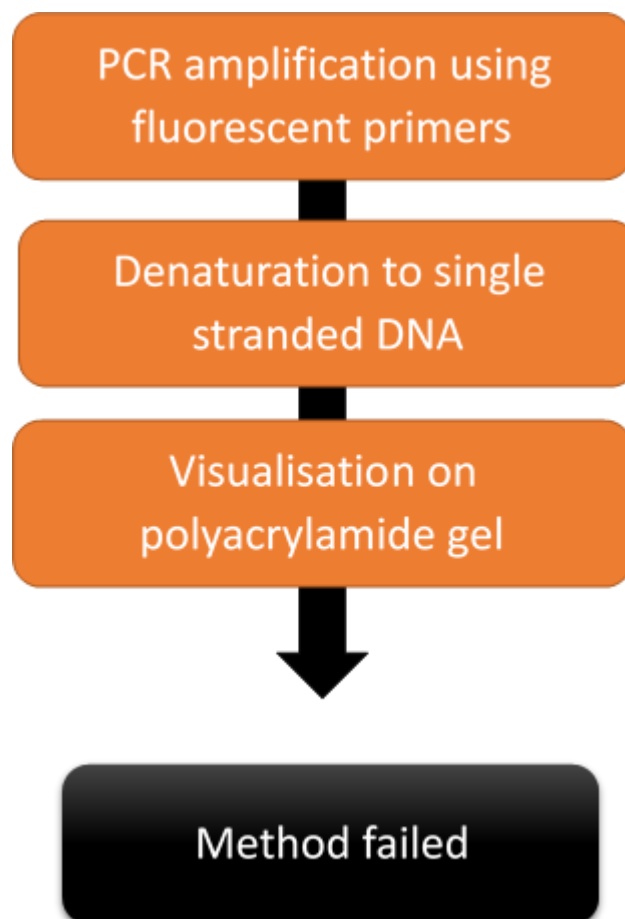 PCR amplification using
fluorescent primers
Denaturation to single
stranded DNA
Visualisation on
polyacrylamide gel
Method failed